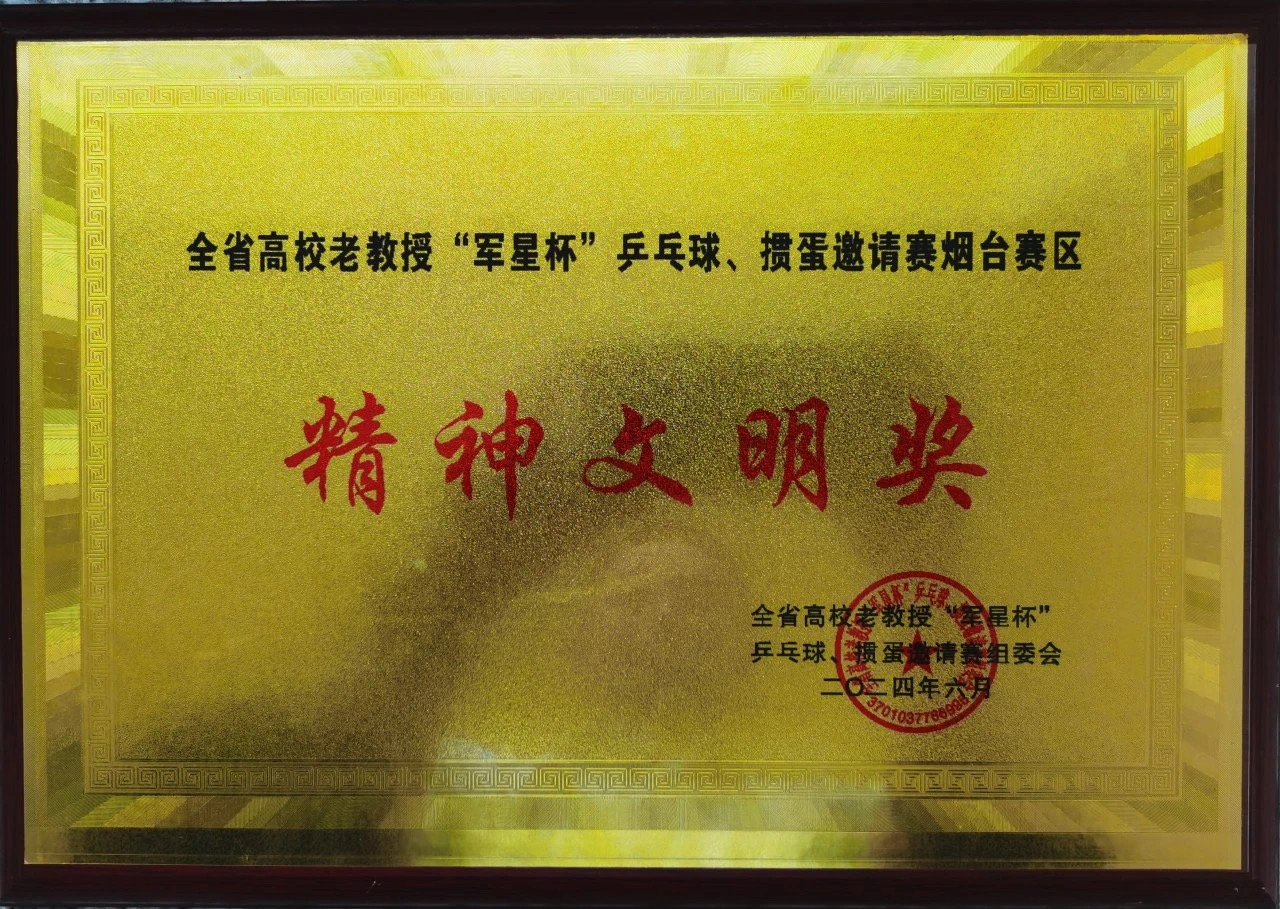 全省高校老教授“军星杯”乒乓球、掼蛋邀请赛烟台赛区
精神文明奖
全省高校老教授“军星杯”
乒乓球、掼蛋邀请赛组委会
二〇二四年六月